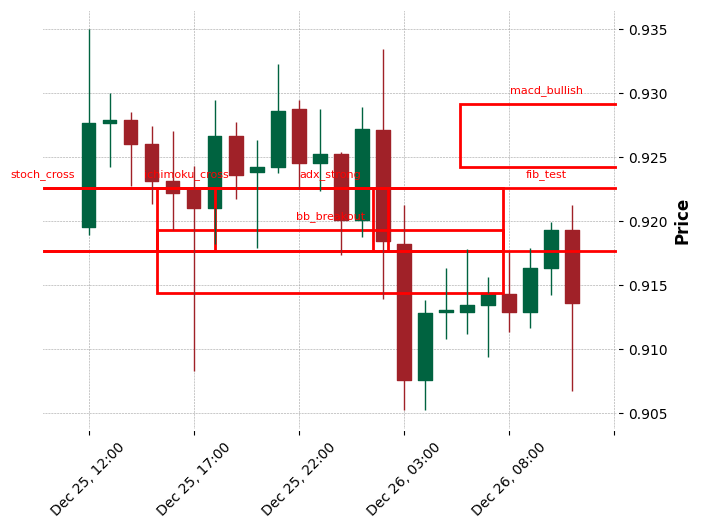 0.935
0.930
0.925
0.920
0.915
0.910
0.905
Price
macd_bullish
stoch_cross
adx_strong
fib_test
Dec 25, 12:00
Dec 25, 17:00
Dec 25, 22:00
Dec 26, 03:00
Dec 26, 08:00